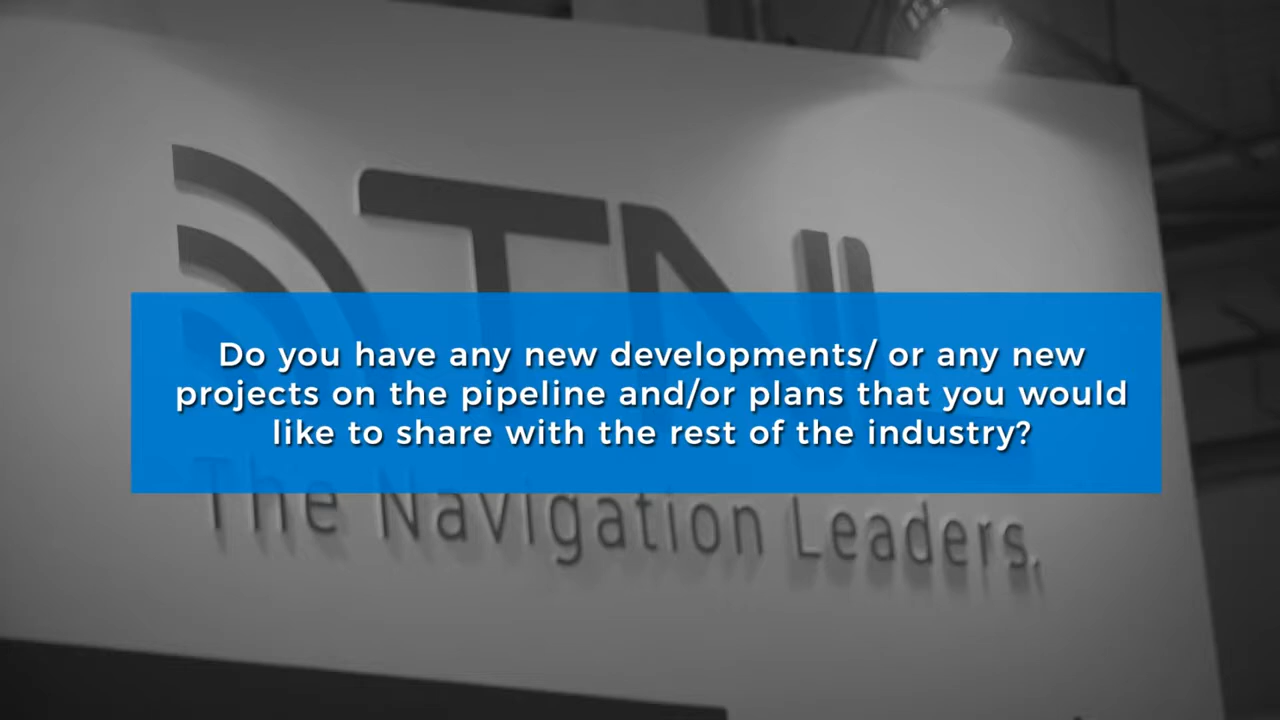 TNL
Do you have any new developments/ or any new
projects on the pipeline and/or plans that you would
like to share with the rest of the industry?
The Navigation Leaders.